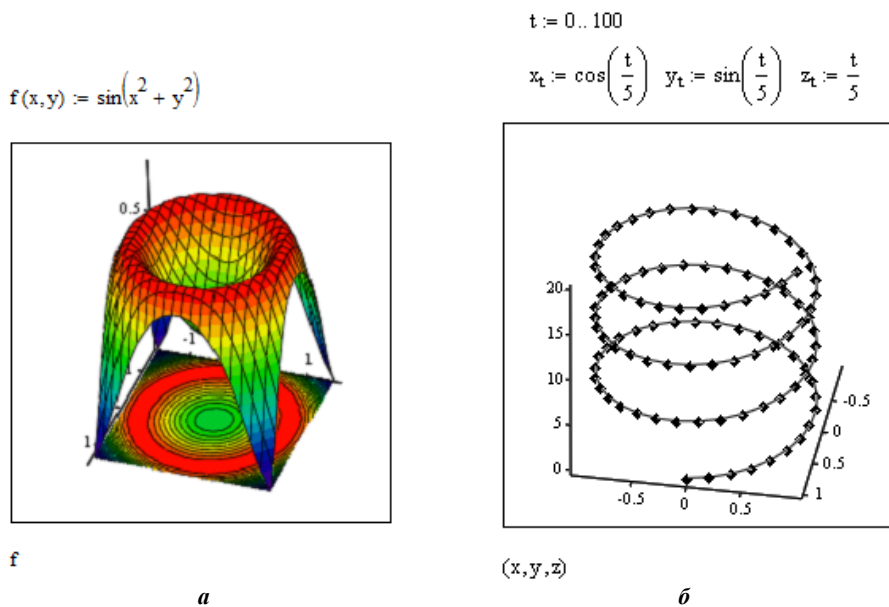 t := 0.. 100
f(x,y) := sin(x² + y²)
x_t := cos(t/5) y_t := sin(t/5) z_t := t/5
0.5
-1
1
1
1
20
15
10
5
0
-0.5
0
0.5
-0.5
0
0.5
1
f
(x,y,z)
а
б